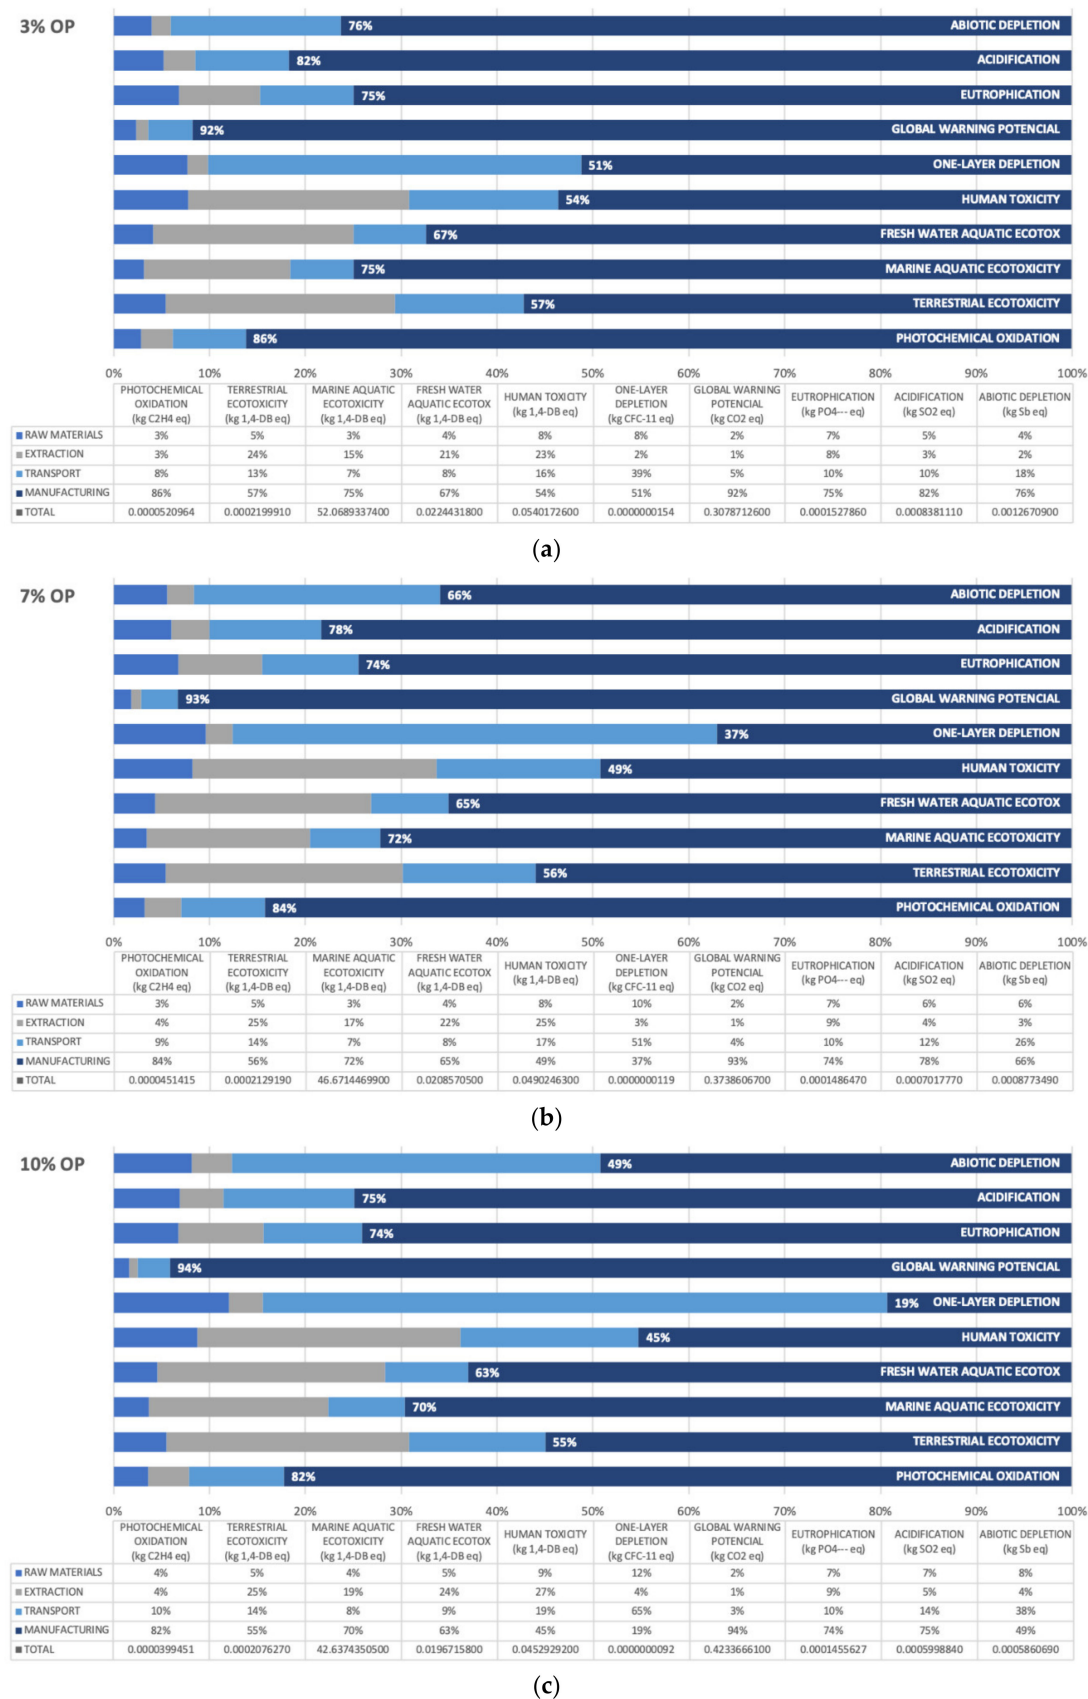 3% OP
76% ABIOTIC DEPLETION
82% ACIDIFICATION
75% EUTROPHICATION
92% GLOBAL WARNING POTENCIAL
51% ONE-LAYER DEPLETION
54% HUMAN TOXICITY
67% FRESH WATER AQUATIC ECOTOX
75% MARINE AQUATIC ECOTOXICITY
57% TERRESTRIAL ECOTOXICITY
86% PHOTOCHEMICAL OXIDATION
0% 10% 20% 30% 40% 50% 60% 70% 80% 90% 100%
PHOTOCHEMICAL TERRESTRIAL MARINE AQUATIC FRESH WATER HUMAN TOXICITY ONE-LAYER GLOBAL WARNING EUTROPHICATION ACIDIFICATION ABIOTIC DEPLETION
OXIDATION ECOTOXICITY ECOTOXICITY AQUATIC ECOTOX (kg 1,4-DB eq) DEPLETION POTENCIAL (kg PO4--- eq) (kg SO2 eq) (kg Sb eq)
(kg C2H4 eq) (kg 1,4-DB eq) (kg 1,4-DB eq) (kg 1,4-DB eq) (kg CFC-11 eq) (kg CO2 eq)
RAW MATERIALS 3% 5% 3% 4% 8% 8% 2% 7% 5% 4%
EXTRACTION 3% 24% 15% 21% 23% 2% 1% 8% 3% 2%
TRANSPORT 8% 13% 7% 8% 16% 39% 5% 10% 10% 18%
MANUFACTURING 86% 57% 75% 67% 54% 51% 92% 75% 82% 76%
TOTAL 0.0000520964 0.0002199910 52.0689337400 0.0224431800 0.0540172600 0.0000000154 0.3078712600 0.0001527860 0.0008381110 0.0012670900
(a)
7% OP
66% ABIOTIC DEPLETION
78% ACIDIFICATION
74% EUTROPHICATION
93% GLOBAL WARNING POTENCIAL
37% ONE-LAYER DEPLETION
49% HUMAN TOXICITY
65% FRESH WATER AQUATIC ECOTOX
72% MARINE AQUATIC ECOTOXICITY
56% TERRESTRIAL ECOTOXICITY
84% PHOTOCHEMICAL OXIDATION
0% 10% 20% 30% 40% 50% 60% 70% 80% 90% 100%
PHOTOCHEMICAL TERRESTRIAL MARINE AQUATIC FRESH WATER HUMAN TOXICITY ONE-LAYER GLOBAL WARNING EUTROPHICATION ACIDIFICATION ABIOTIC DEPLETION
OXIDATION ECOTOXICITY ECOTOXICITY AQUATIC ECOTOX (kg 1,4-DB eq) DEPLETION POTENCIAL (kg PO4--- eq) (kg SO2 eq) (kg Sb eq)
(kg C2H4 eq) (kg 1,4-DB eq) (kg 1,4-DB eq) (kg 1,4-DB eq) (kg CFC-11 eq) (kg CO2 eq)
RAW MATERIALS 3% 5% 3% 4% 8% 10% 2% 7% 6% 6%
EXTRACTION 4% 25% 17% 22% 25% 3% 1% 9% 4% 3%
TRANSPORT 9% 14% 7% 8% 17% 51% 4% 10% 12% 26%
MANUFACTURING 84% 56% 72% 65% 49% 37% 93% 74% 78% 66%
TOTAL 0.0000451415 0.0002129190 46.6714469900 0.0208570500 0.0490246300 0.0000000119 0.3738606700 0.0001486470 0.0007017770 0.0008773490
(b)
10% OP
49% ABIOTIC DEPLETION
75% ACIDIFICATION
74% EUTROPHICATION
94% GLOBAL WARNING POTENCIAL
19% ONE-LAYER DEPLETION
45% HUMAN TOXICITY
63% FRESH WATER AQUATIC ECOTOX
70% MARINE AQUATIC ECOTOXICITY
55% TERRESTRIAL ECOTOXICITY
82% PHOTOCHEMICAL OXIDATION
0% 10% 20% 30% 40% 50% 60% 70% 80% 90% 100%
PHOTOCHEMICAL TERRESTRIAL MARINE AQUATIC FRESH WATER HUMAN TOXICITY ONE-LAYER GLOBAL WARNING EUTROPHICATION ACIDIFICATION ABIOTIC DEPLETION
OXIDATION ECOTOXICITY ECOTOXICITY AQUATIC ECOTOX (kg 1,4-DB eq) DEPLETION POTENCIAL (kg PO4--- eq) (kg SO2 eq) (kg Sb eq)
(kg C2H4 eq) (kg 1,4-DB eq) (kg 1,4-DB eq) (kg 1,4-DB eq) (kg CFC-11 eq) (kg CO2 eq)
RAW MATERIALS 4% 5% 4% 5% 9% 12% 2% 7% 7% 8%
EXTRACTION 4% 25% 19% 24% 27% 4% 1% 9% 5% 4%
TRANSPORT 10% 14% 8% 9% 19% 65% 3% 10% 14% 38%
MANUFACTURING 82% 55% 70% 63% 45% 19% 94% 74% 75% 49%
TOTAL 0.0000399451 0.0002076270 42.6374350500 0.0196715800 0.0452929200 0.0000000092 0.4233666100 0.0001455627 0.0005998840 0.0005860690
(c)